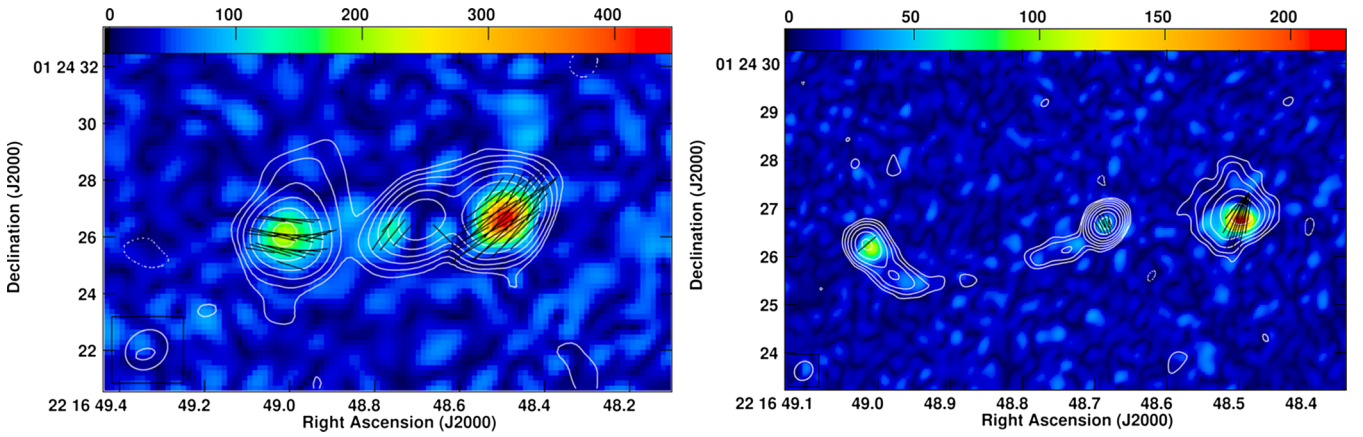 0 100 200 300 400
01 24 32
30
28
26
24
22
Declination (J2000)
22 16 49.4 49.2 49.0 48.8 48.6 48.4 48.2
Right Ascension (J2000)
0 50 100 150 200
01 24 30
29
28
27
26
25
24
Declination (J2000)
22 16 49.1 49.0 48.9 48.8 48.7 48.6 48.5 48.4
Right Ascension (J2000)